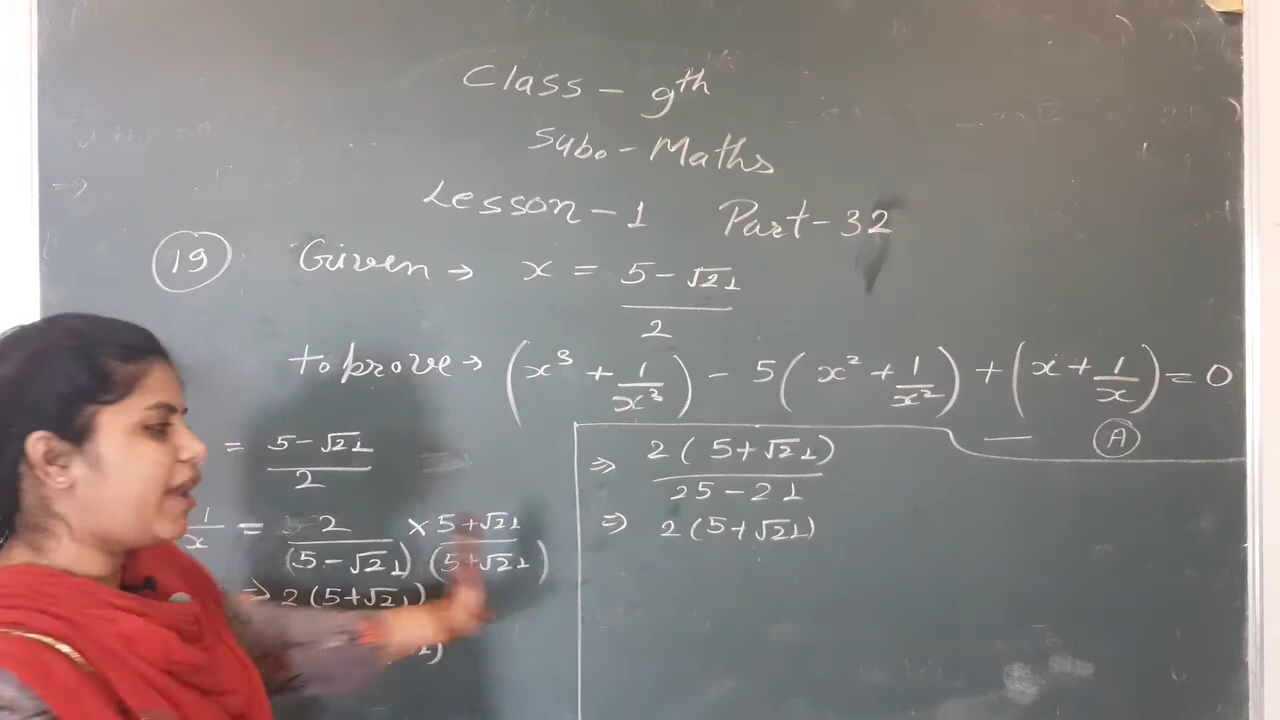 Class - 9th
Sub. - Maths
Lesson - 1 Part - 32
19 Given → x = (5 - √21)/2
to prove → (x³ + 1/x³) - 5(x² + 1/x²) + (x + 1/x) = 0
— A
= (5 - √21)/2
1/x = 2/(5 - √21) × (5 + √21)/(5 + √21)
⇒ 2(5 + √21)
⇒ 2(5 + √21)/(25 - 21)
⇒ 2(5 + √21)